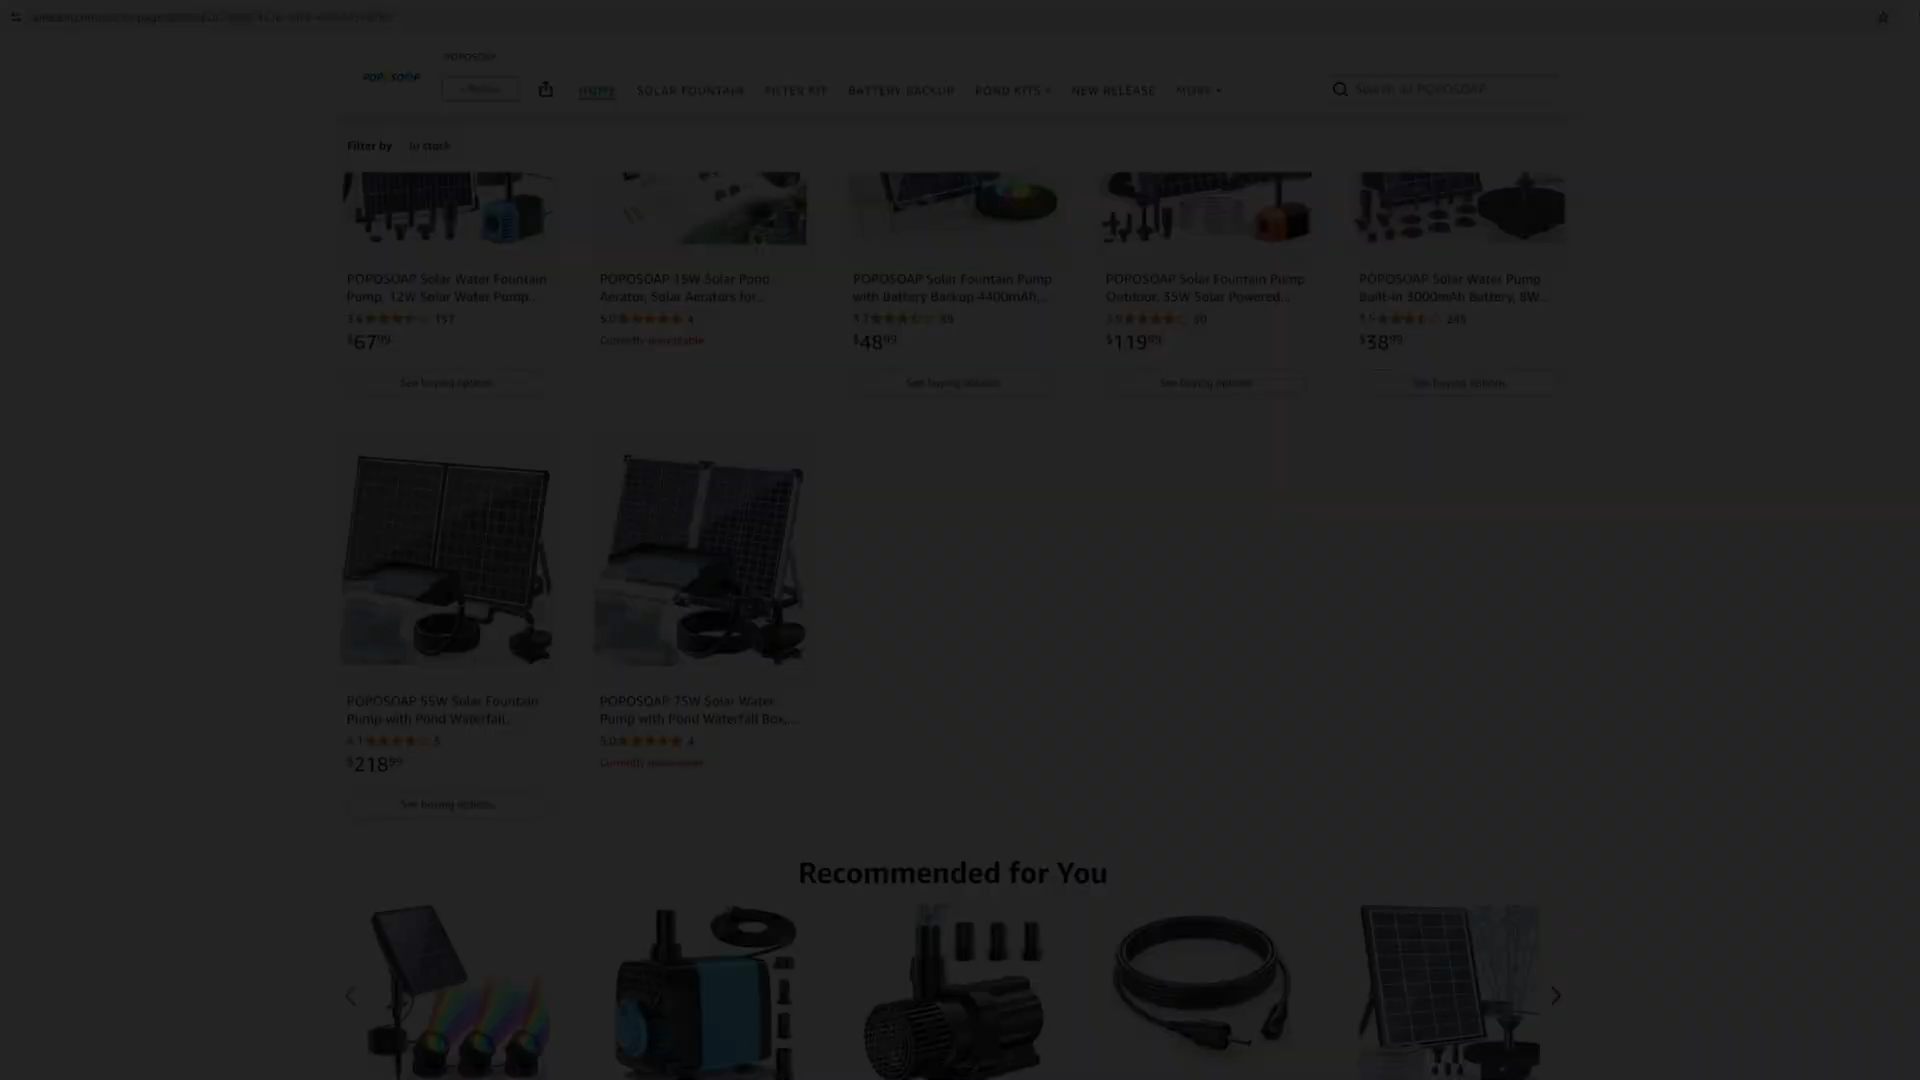 POPOSOAP
POPOSOAP
HOME SOLAR FOUNTAIN FILTER KIT BATTERY BACKUP POND KITS NEW RELEASE MORE
Search all POPOSOAP
Filter by In stock
POPOSOAP Solar Water Fountain
Pump, 12W Solar Water Pump...
157
$67.99
See buying options
POPOSOAP 15W Solar Pond
Aerator, Solar Aerators for...
5.0 4
Currently unavailable
POPOSOAP Solar Fountain Pump
with Battery Backup 4400mAh,...
$48.99
See buying options
POPOSOAP Solar Fountain Pump
Outdoor, 35W Solar Powered...
$119.99
See buying options
POPOSOAP Solar Water Pump
Built-in 3000mAh Battery, 8W...
245
$38.99
See buying options
POPOSOAP 55W Solar Fountain
Pump with Pond Waterfall...
4.1 5
$218.99
See buying options
POPOSOAP 75W Solar Water
Pump with Pond Waterfall Box,...
5.0 4
Currently unavailable
Recommended for You